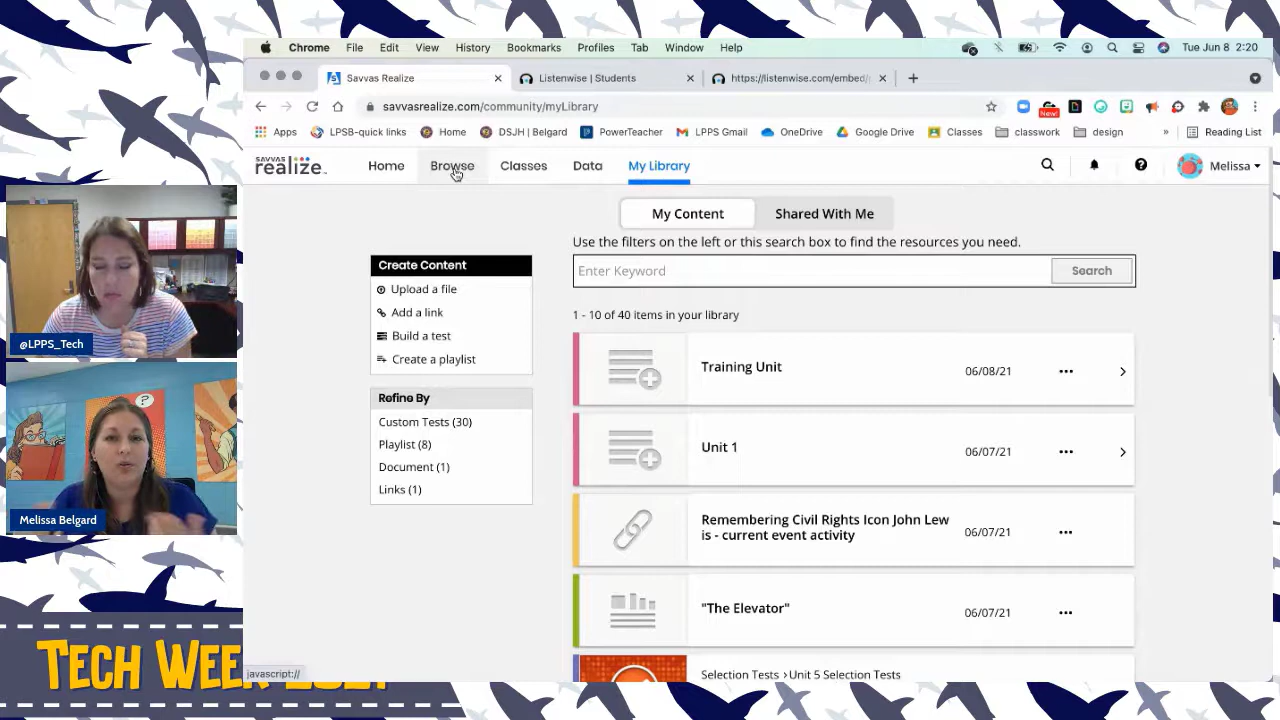 Chrome File Edit View History Bookmarks Profiles Tab Window Help Tue Jun 8 2:20
Savvas Realize Listenwise | Students https://listenwise.com/embed/
savvasrealize.com/community/myLibrary
New!
Apps LPSB-quick links Home DSJH | Belgard PowerTeacher LPPS Gmail OneDrive Google Drive Classes classwork design » Reading List
SAVVAS
realize Home Browse Classes Data My Library Melissa
My Content Shared With Me
Use the filters on the left or this search box to find the resources you need.
Enter Keyword Search
Create Content
Upload a file
Add a link
Build a test
Create a playlist
Refine By
Custom Tests (30)
Playlist (8)
Document (1)
Links (1)
1 - 10 of 40 items in your library
Training Unit 06/08/21
Unit 1 06/07/21
Remembering Civil Rights Icon John Lew
is - current event activity 06/07/21
"The Elevator" 06/07/21
Selection Tests › Unit 5 Selection Tests
@LPPS_Tech
?
Melissa Belgard
TECH WEEK
javascript://